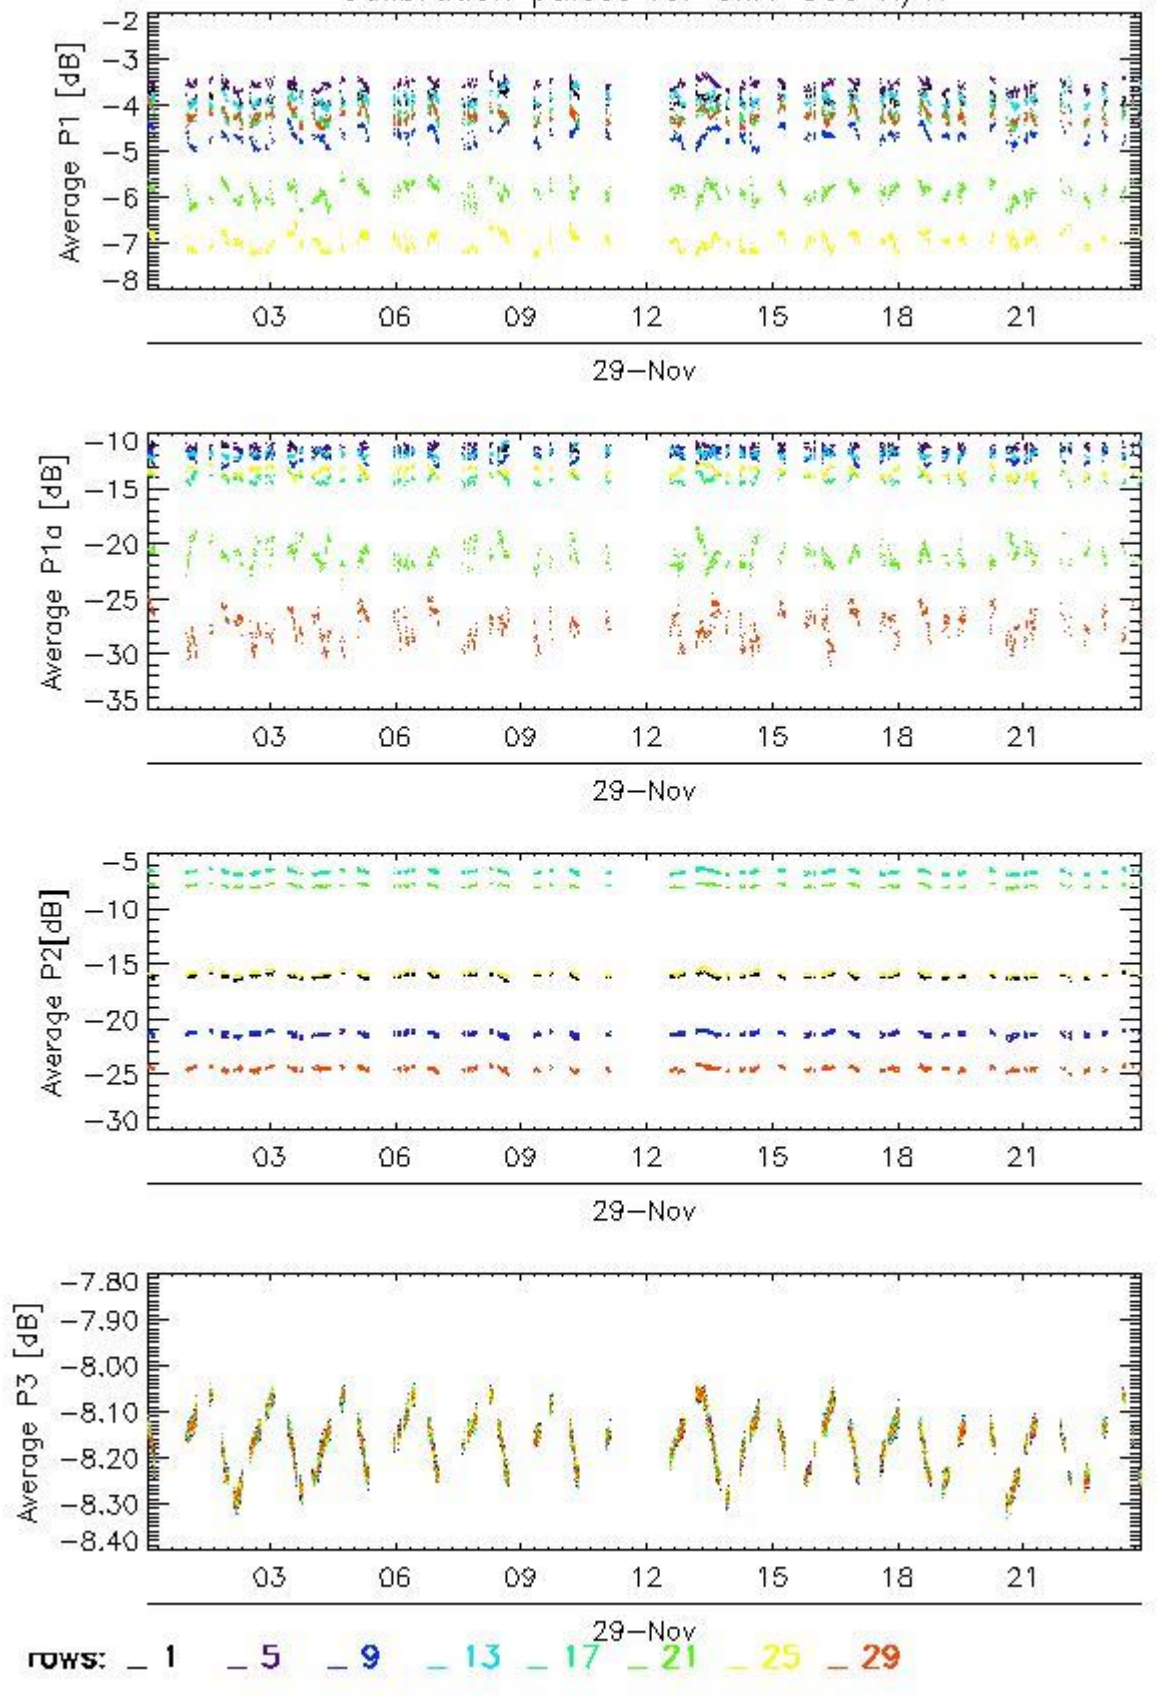 -2
-3
-4
-5
-6
-7
-8
Average P1 [dB]
03 06 09 12 15 18 21
29-Nov
-10
-15
-20
-25
-30
-35
Average P1a [dB]
03 06 09 12 15 18 21
29-Nov
-5
-10
-15
-20
-25
-30
Average P2[dB]
03 06 09 12 15 18 21
29-Nov
-7.80
-7.90
-8.00
-8.10
-8.20
-8.30
-8.40
Average P3 [dB]
03 06 09 12 15 18 21
29-Nov
rows: _ 1 _ 5 _ 9 _ 13 _ 17 _ 21 _ 25 _ 29